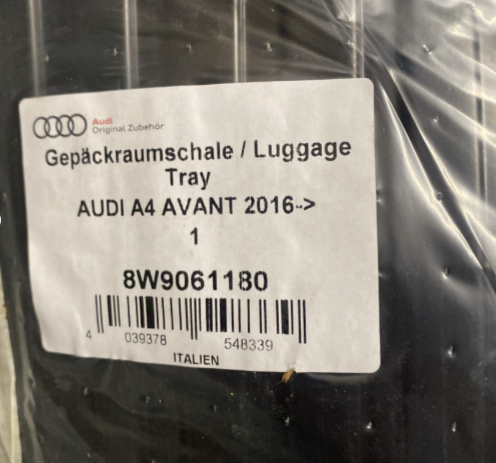 Audi
Original Zubehör
Gepäckraumschale / Luggage
Tray
AUDI A4 AVANT 2016->
1
8W9061180
4 039378 548339
ITALIEN